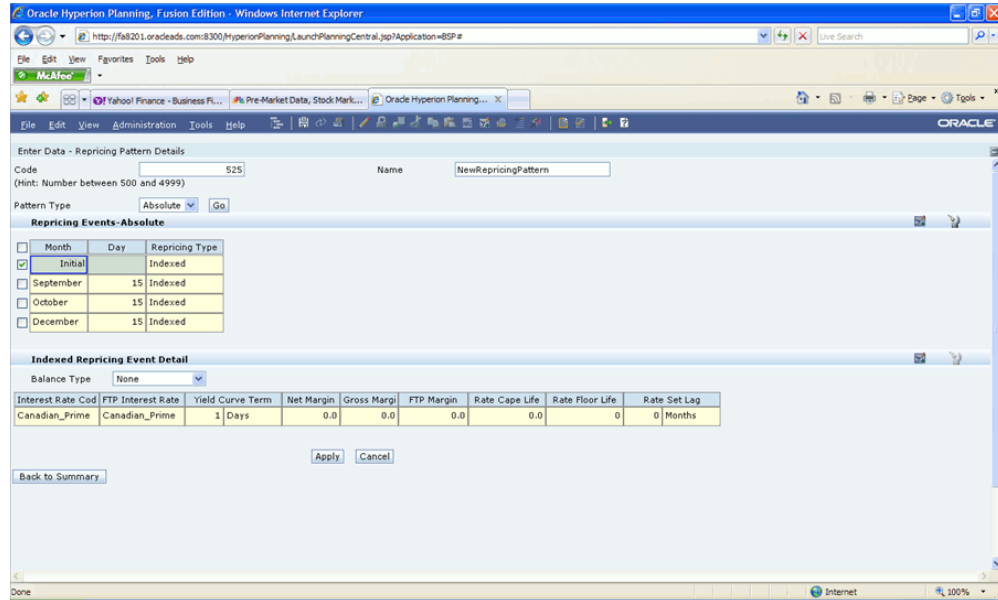 Oracle Hyperion Planning, Fusion Edition - Windows Internet Explorer
http://fa8201.oracleads.com:8300/HyperionPlanning/LaunchPlanningCentral.jsp?Application=BSP# Live Search
File Edit View Favorites Tools Help
McAfee
Yahoo! Finance - Business Fi... Pre-Market Data, Stock Mark... Oracle Hyperion Planning... X Page Tools
File Edit View Administration Tools Help ORACLE
Enter Data - Repricing Pattern Details
Code 525 Name NewRepricingPattern
(Hint: Number between 500 and 4999)
Pattern Type Absolute Go
Repricing Events-Absolute
Month Day Repricing Type
Initial Indexed
September 15 Indexed
October 15 Indexed
December 15 Indexed
Indexed Repricing Event Detail
Balance Type None
Interest Rate Cod FTP Interest Rate Yield Curve Term Net Margin Gross Margi FTP Margin Rate Cape Life Rate Floor Life Rate Set Lag
Canadian_Prime Canadian_Prime 1 Days 0.0 0.0 0.0 0.0 0 0 Months
Apply Cancel
Back to Summary
Done Internet 100%